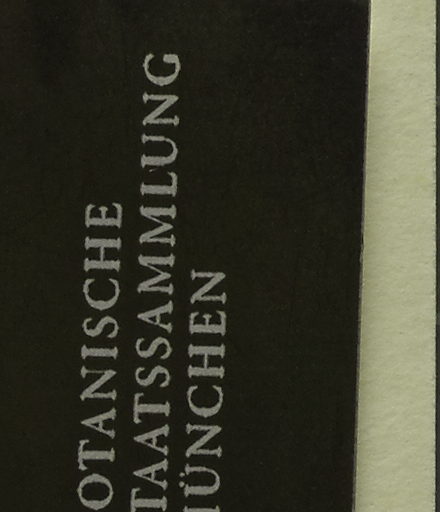 OTANISCHE
TAATSSAMMLUNG
ÜNCHEN